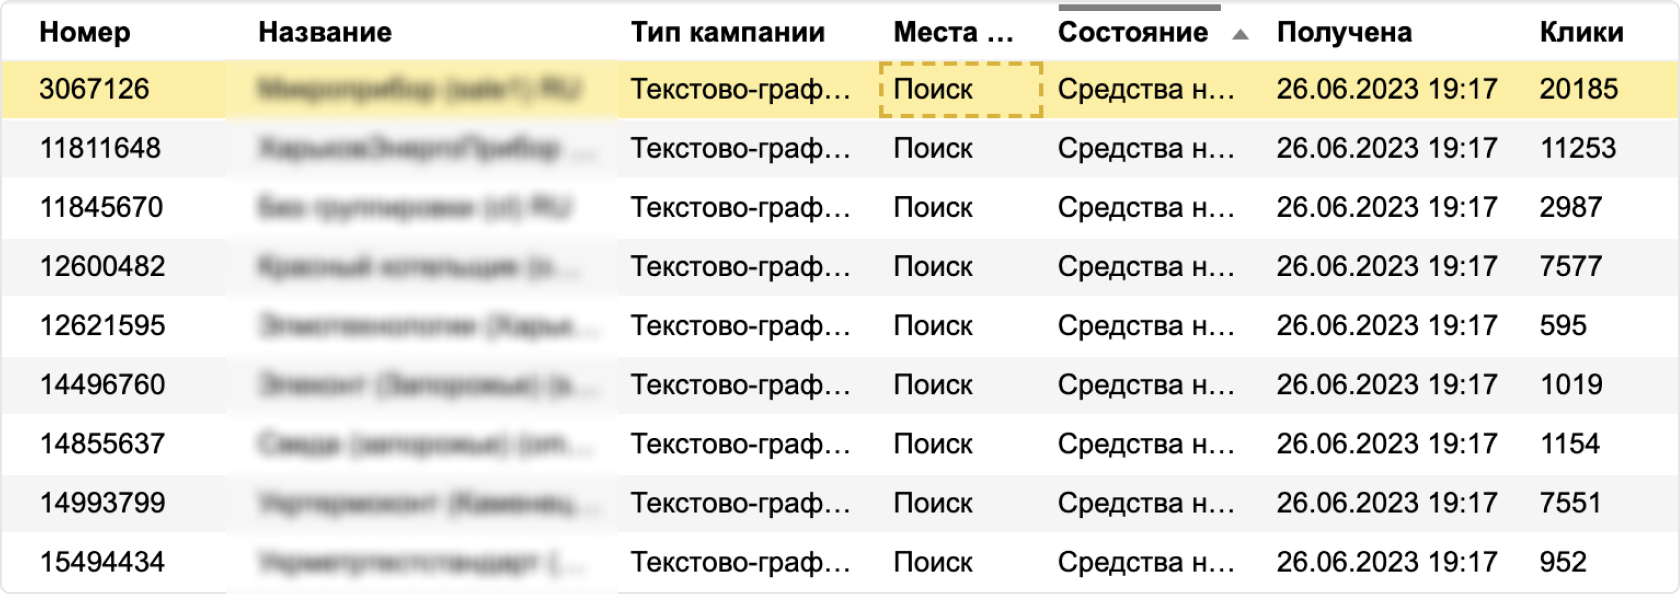 Номер Название Тип кампании Места ... Состояние Получена Клики
3067126 Текстово-граф... Поиск Средства н... 26.06.2023 19:17 20185
11811648 Текстово-граф... Поиск Средства н... 26.06.2023 19:17 11253
11845670 Текстово-граф... Поиск Средства н... 26.06.2023 19:17 2987
12600482 Текстово-граф... Поиск Средства н... 26.06.2023 19:17 7577
12621595 Текстово-граф... Поиск Средства н... 26.06.2023 19:17 595
14496760 Текстово-граф... Поиск Средства н... 26.06.2023 19:17 1019
14855637 Текстово-граф... Поиск Средства н... 26.06.2023 19:17 1154
14993799 Текстово-граф... Поиск Средства н... 26.06.2023 19:17 7551
15494434 Текстово-граф... Поиск Средства н... 26.06.2023 19:17 952